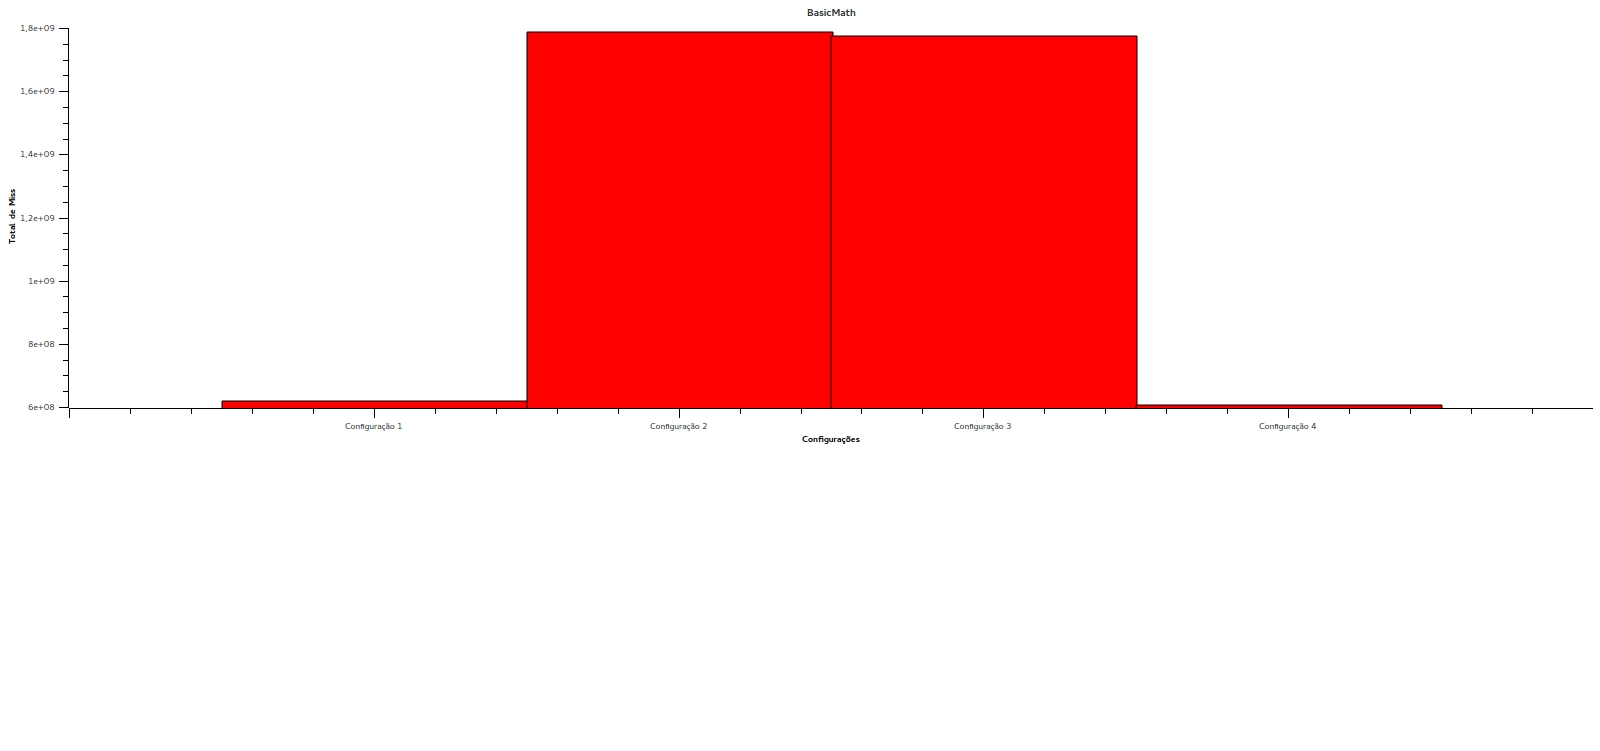 BasicMath
1,8e+09
1,6e+09
1,4e+09
1,2e+09
1e+09
8e+08
6e+08
Total de Miss
Configuração 1
Configuração 2
Configuração 3
Configuração 4
Configurações